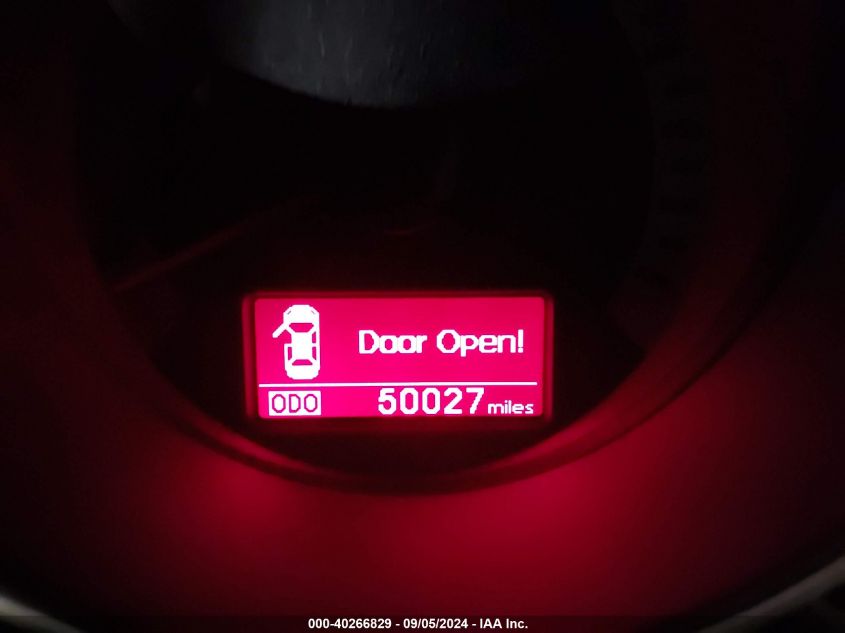 Door Open!
ODO 50027 miles
000-40266829 - 09/05/2024 - IAA Inc.